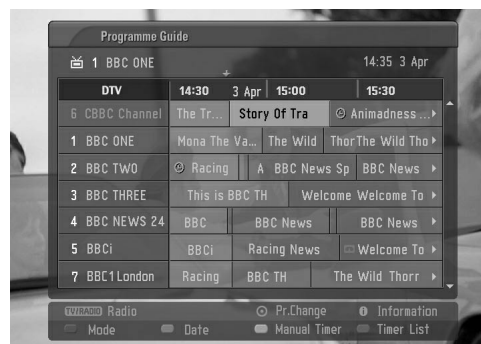 Programme Guide
1 BBC ONE 14:35 3 Apr
DTV 14:30 3 Apr 15:00 15:30
6 CBBC Channel The Tr... Story Of Tra Animadness ...
1 BBC ONE Mona The Va... The Wild ThorThe Wild Tho
2 BBC TWO Racing A BBC News Sp BBC News
3 BBC THREE This is BBC TH Welcome Welcome To
4 BBC NEWS 24 BBC BBC News BBC News
5 BBCi BBCi Racing News Welcome To
7 BBC1 London Racing BBC TH The Wild Thorr
TV/RADIO Radio Pr.Change Information
Mode Date Manual Timer Timer List